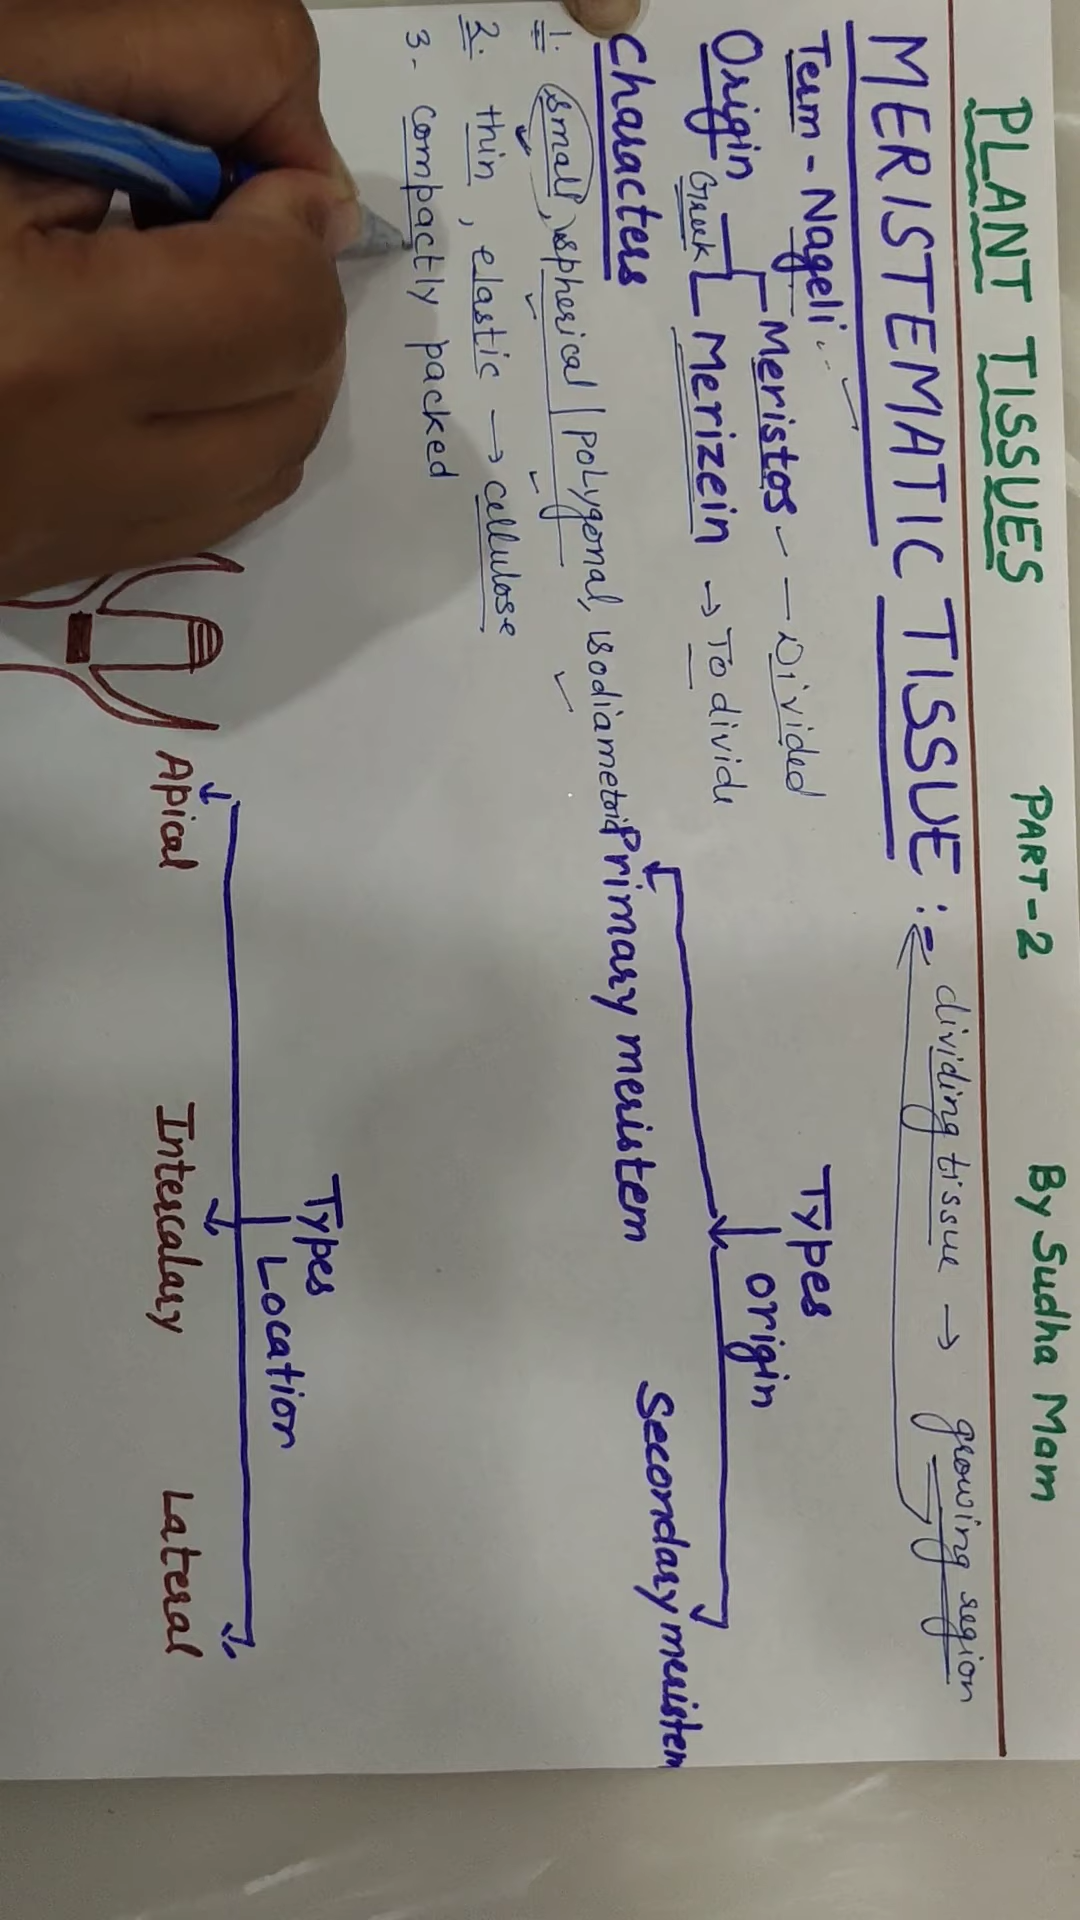 PLANT TISSUES PART-2 By Sudha Mam
MERISTEMATIC TISSUE := dividing tissue → growing region
Term - Nageli
Origin Greek
Meristos - Divided
Merizein → To divide
Characters
1. small, spherical | polygonal, isodiametric
2. thin, elastic → cellulose
3. compactly packed
Types
origin
Primary meristem Secondary meristem
Types
Location
Apical Intercalary Lateral